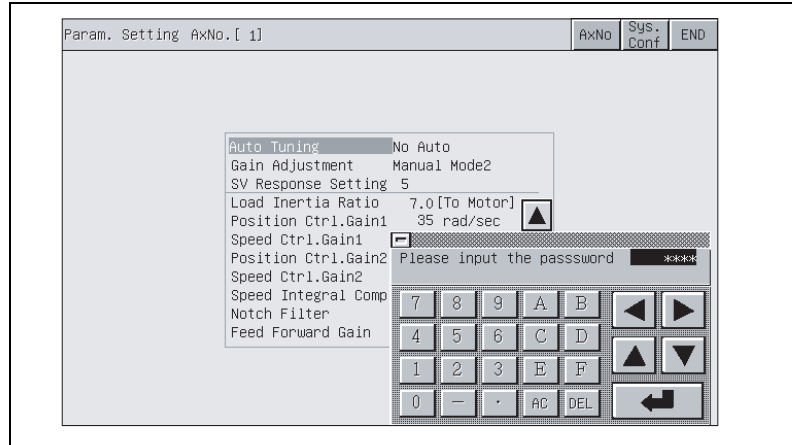 Param. Setting AxNo.[ 1] AxNo Sys. Conf END
Auto Tuning No Auto
Gain Adjustment Manual Mode2
SV Response Setting 5
Load Inertia Ratio 7.0[To Motor]
Position Ctrl.Gain1 35 rad/sec
Speed Ctrl.Gain1
Position Ctrl.Gain2
Speed Ctrl.Gain2
Speed Integral Comp
Notch Filter
Feed Forward Gain
Please input the passsword ****
7 8 9 A B
4 5 6 C D
1 2 3 E F
0 - · AC DEL